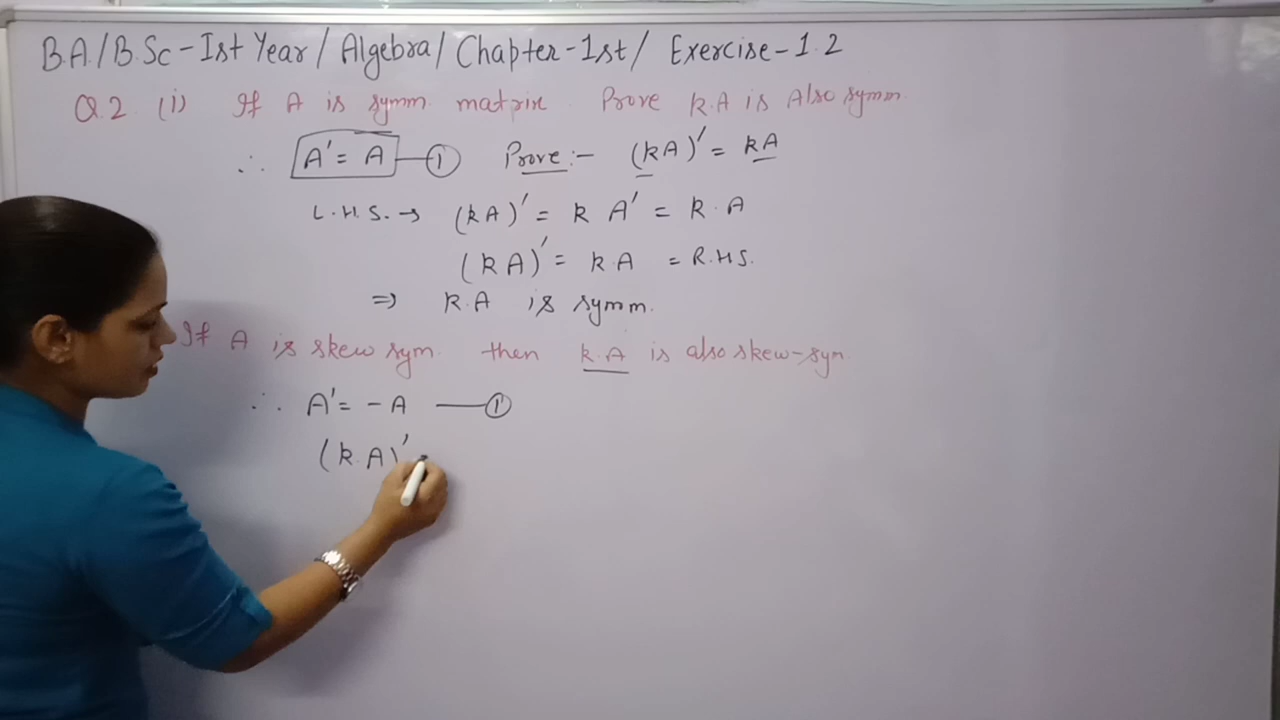 B.A./B.Sc-Ist Year/Algebra/Chapter-1st/ Exercise-1.2
Q.2 (i) If A is symm. matrix. Prove k.A is Also symm.
∴ A' = A — ① Prove:- (kA)' = kA
L.H.S. → (kA)' = k A' = k.A
(kA)' = kA = R.H.S.
⇒ k.A is symm.
If A is skew sym. then k.A is also skew-sym.
∴ A' = -A — ①
(k.A)'